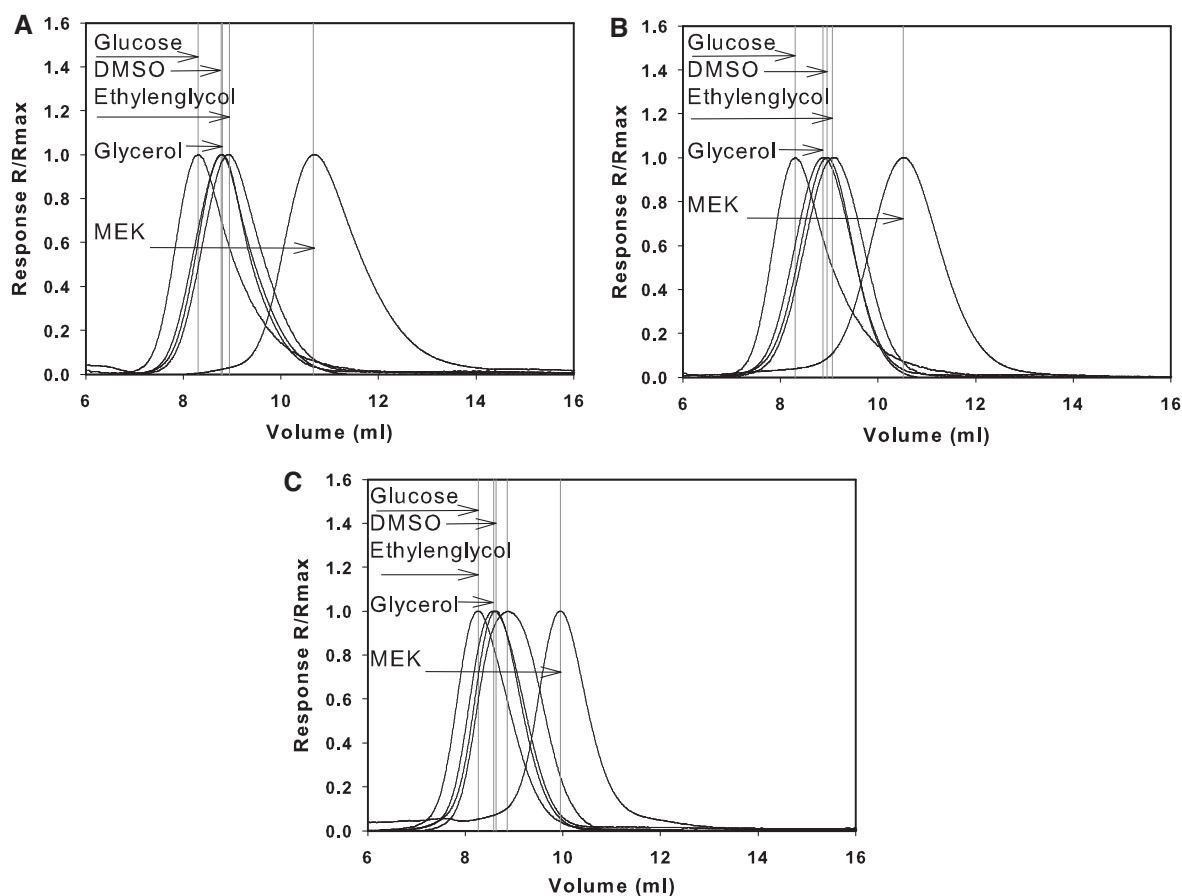 A
1.6
1.4
1.2
1.0
0.8
0.6
0.4
0.2
0.0
Response R/Rmax
Glucose
DMSO
Ethylenglycol
Glycerol
MEK
6 8 10 12 14 16
Volume (ml)
B
1.6
1.4
1.2
1.0
0.8
0.6
0.4
0.2
0.0
Response R/Rmax
Glucose
DMSO
Ethylenglycol
Glycerol
MEK
6 8 10 12 14 16
Volume (ml)
C
1.6
1.4
1.2
1.0
0.8
0.6
0.4
0.2
0.0
Response R/Rmax
Glucose
DMSO
Ethylenglycol
Glycerol
MEK
6 8 10 12 14 16
Volume (ml)